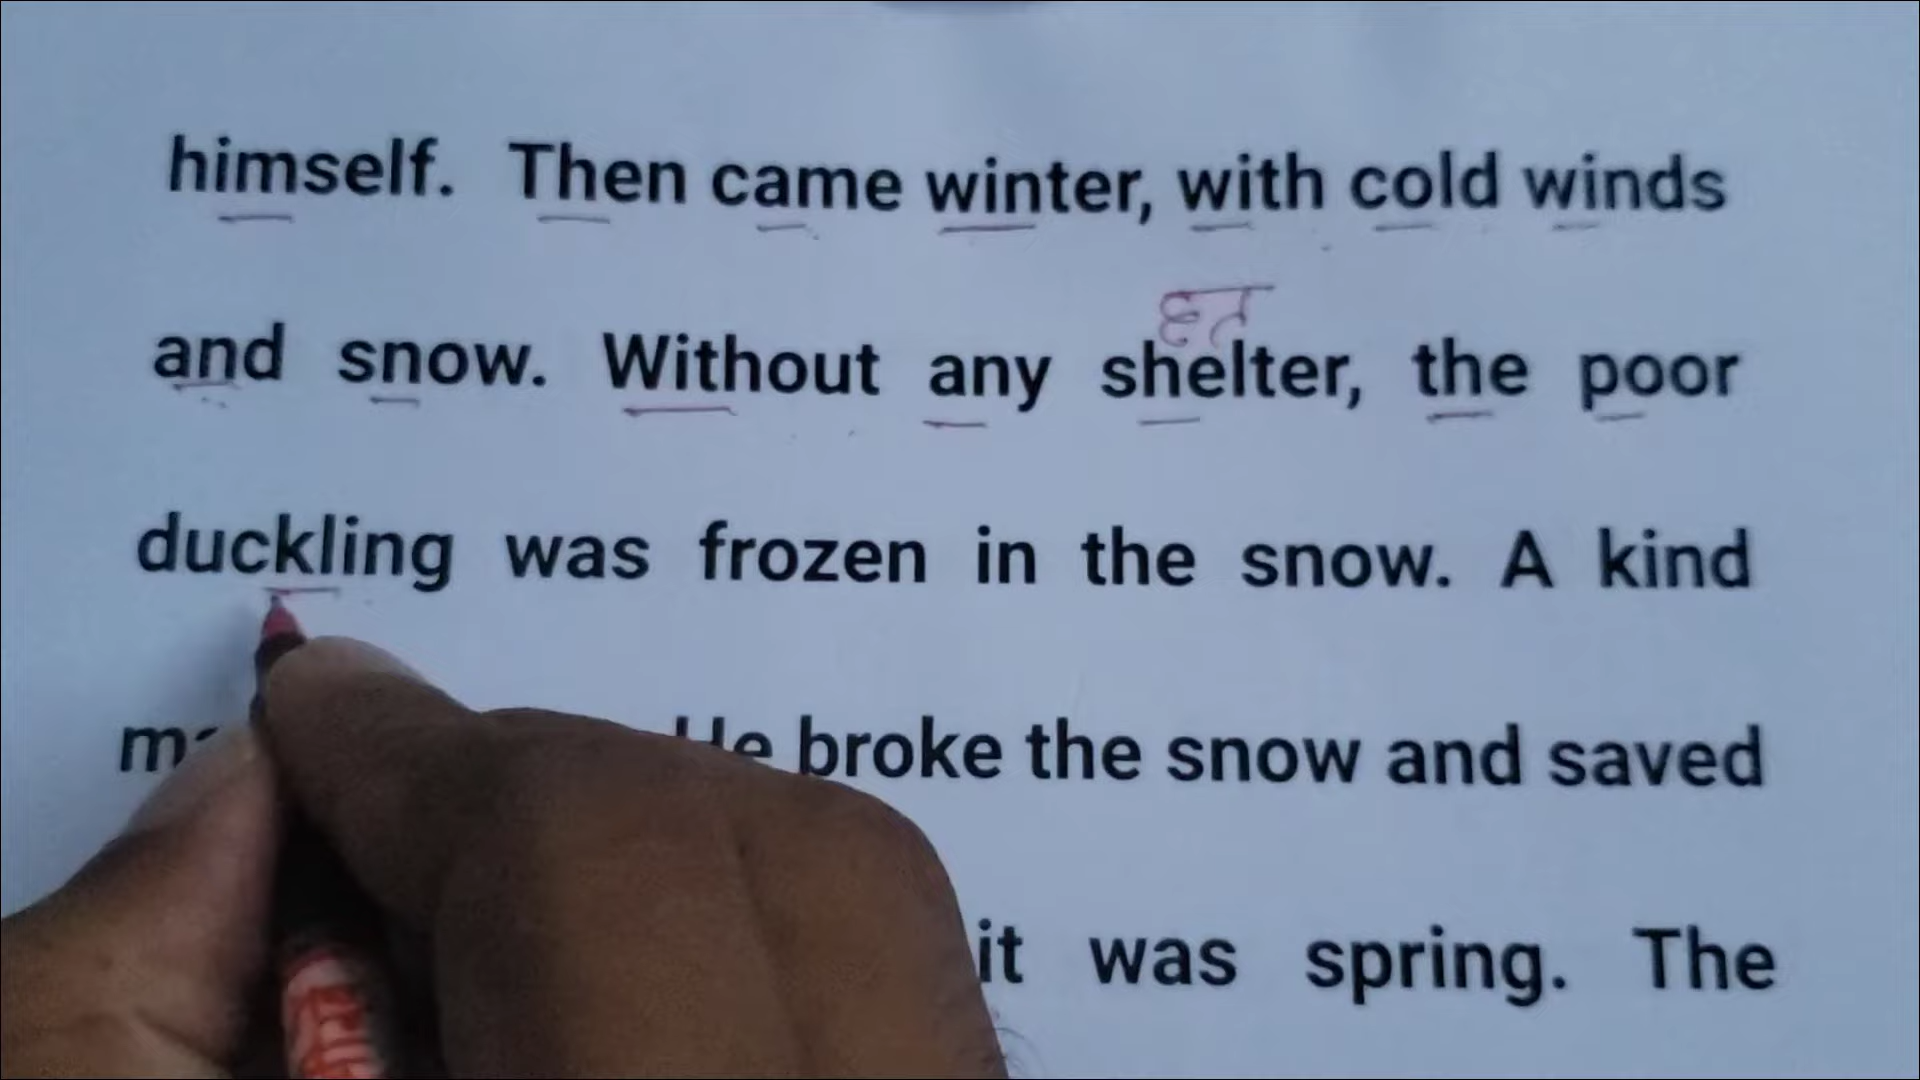 himself. Then came winter, with cold winds
छत
and snow. Without any shelter, the poor
duckling was frozen in the snow. A kind
He broke the snow and saved
it was spring. The